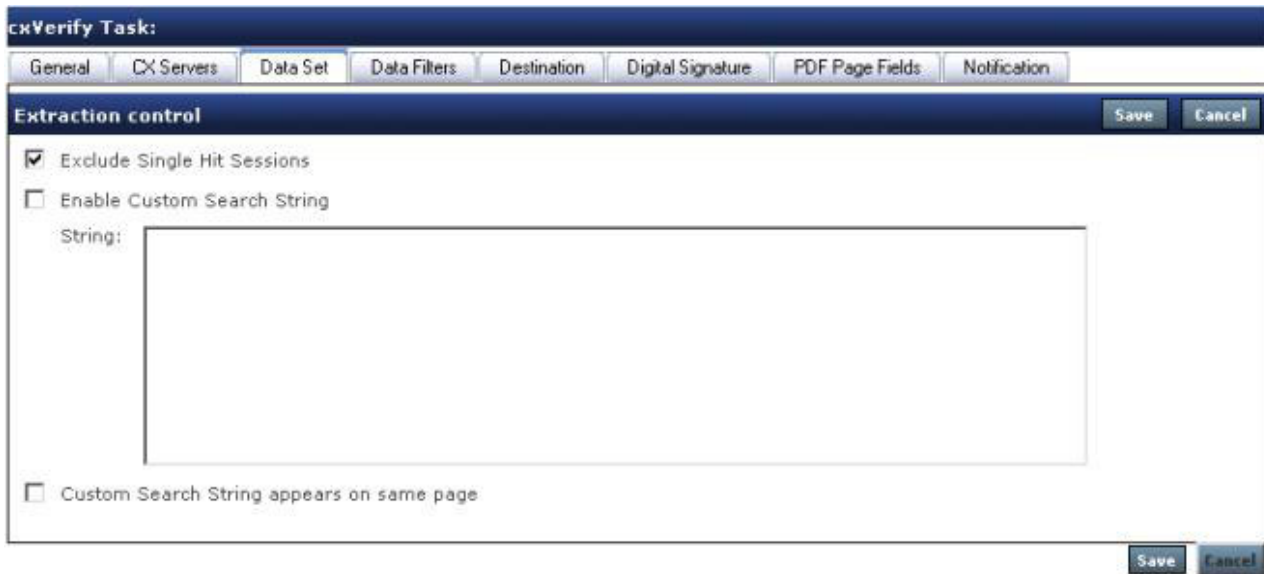 cxVerify Task:
General CX Servers Data Set Data Filters Destination Digital Signature PDF Page Fields Notification
Extraction control Save Cancel
Exclude Single Hit Sessions
Enable Custom Search String
String:
Custom Search String appears on same page
Save Cancel